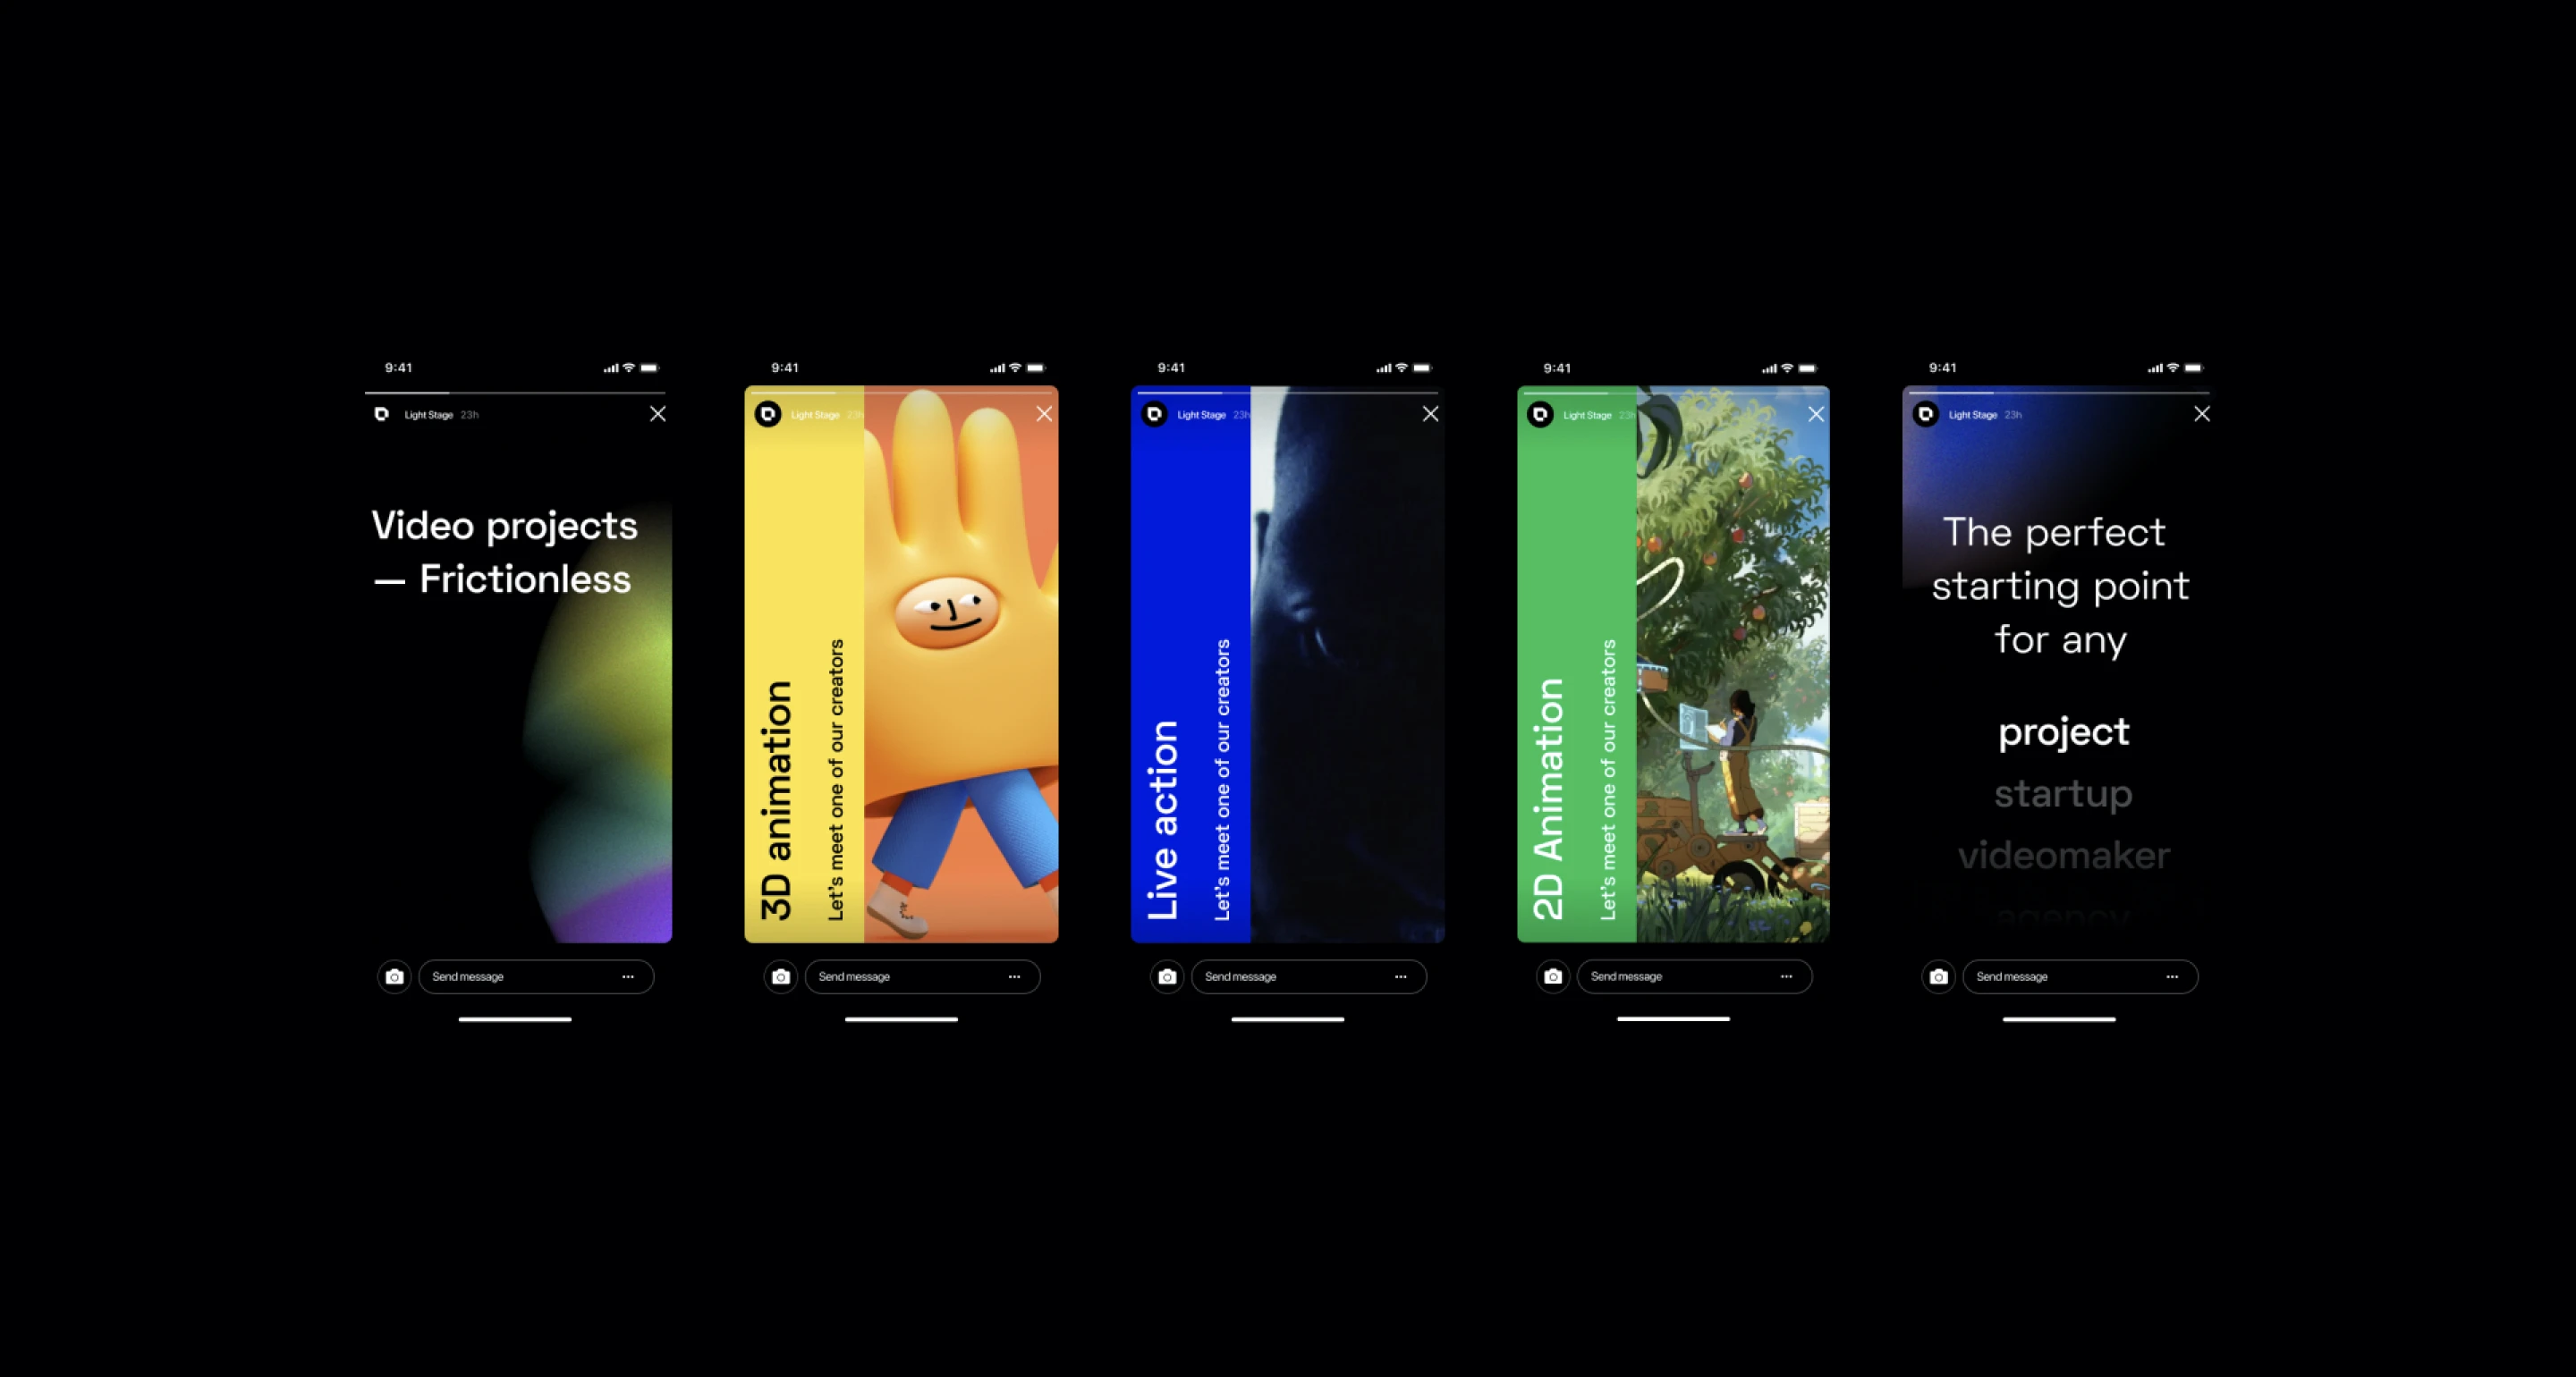 9:41
Light Stage 23h
Video projects
— Frictionless
Send message
9:41
Light Stage 23h
3D animation
Let's meet one of our creators
Send message
9:41
Light Stage 23h
Live action
Let's meet one of our creators
Send message
9:41
Light Stage 23h
2D Animation
Let's meet one of our creators
Send message
9:41
Light Stage 23h
The perfect
starting point
for any
project
startup
videomaker
agency
Send message